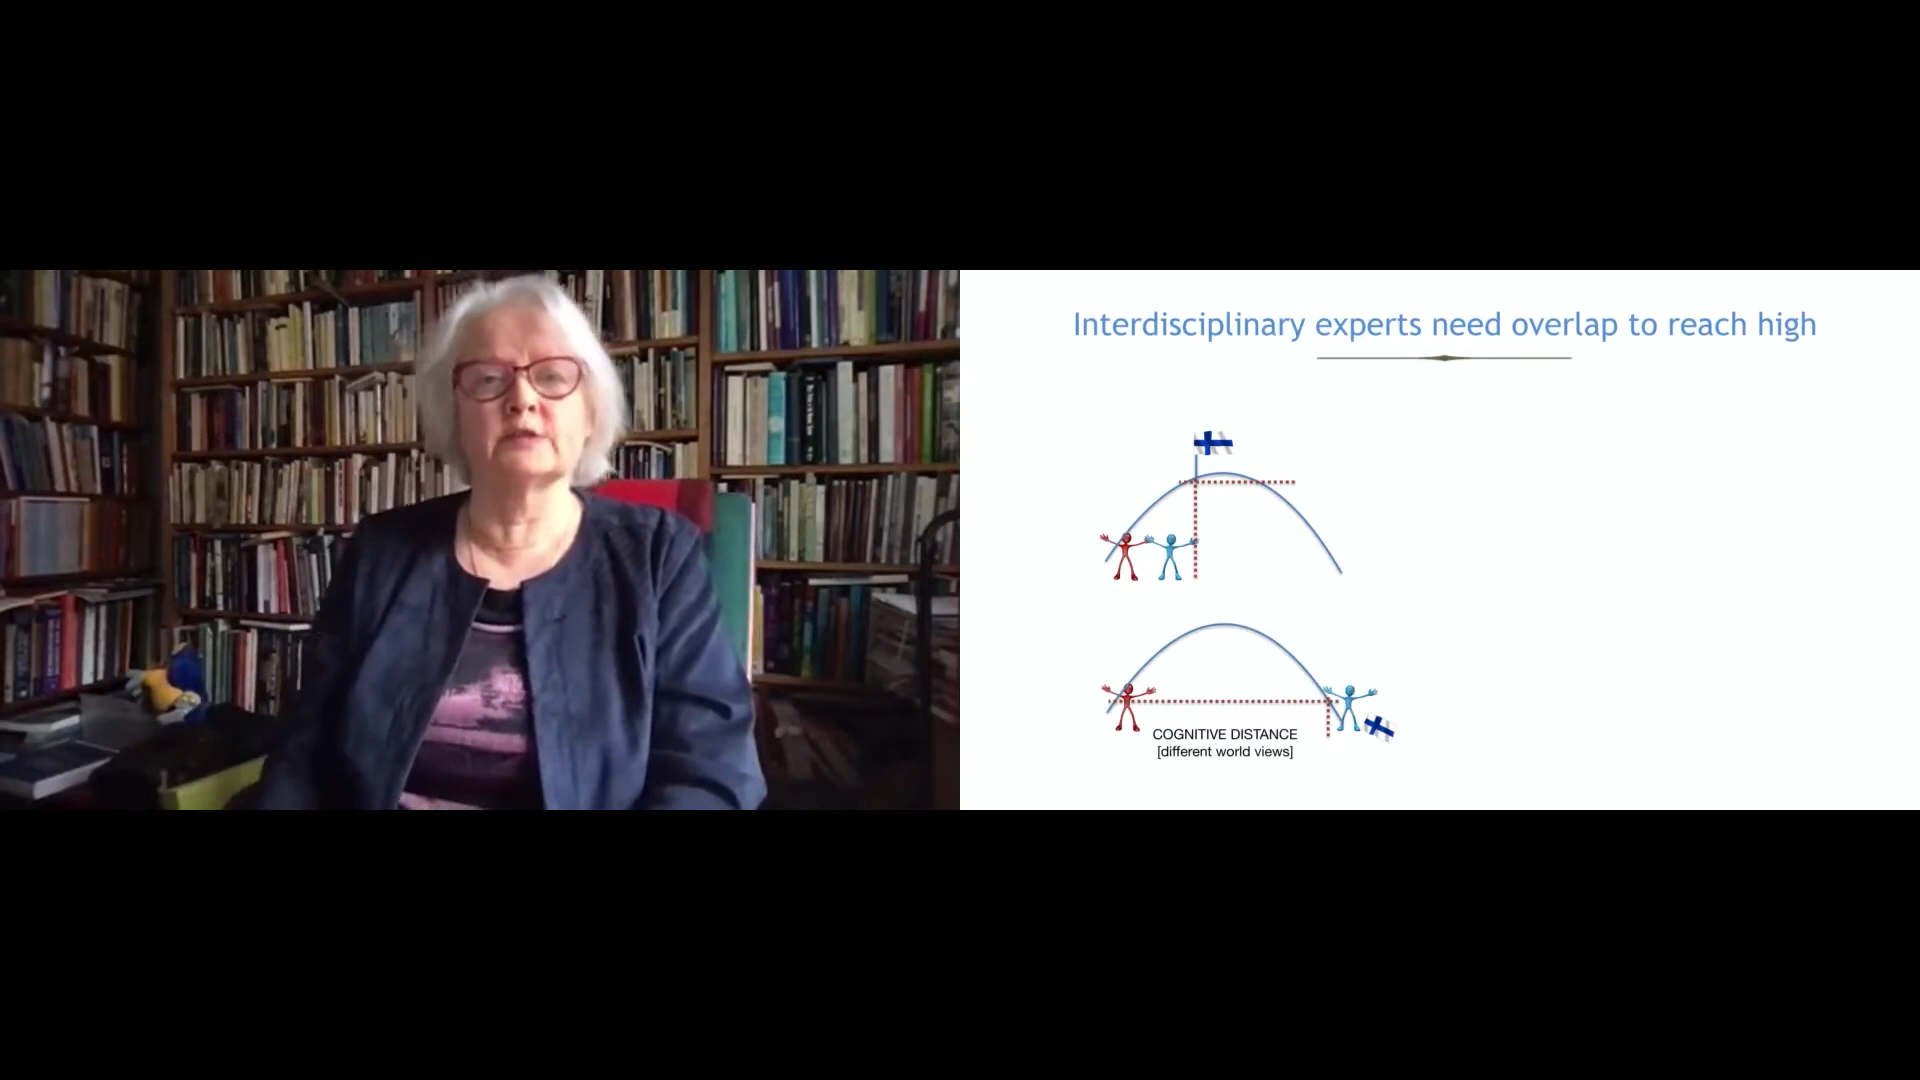 Interdisciplinary experts need overlap to reach high
COGNITIVE DISTANCE
[different world views]